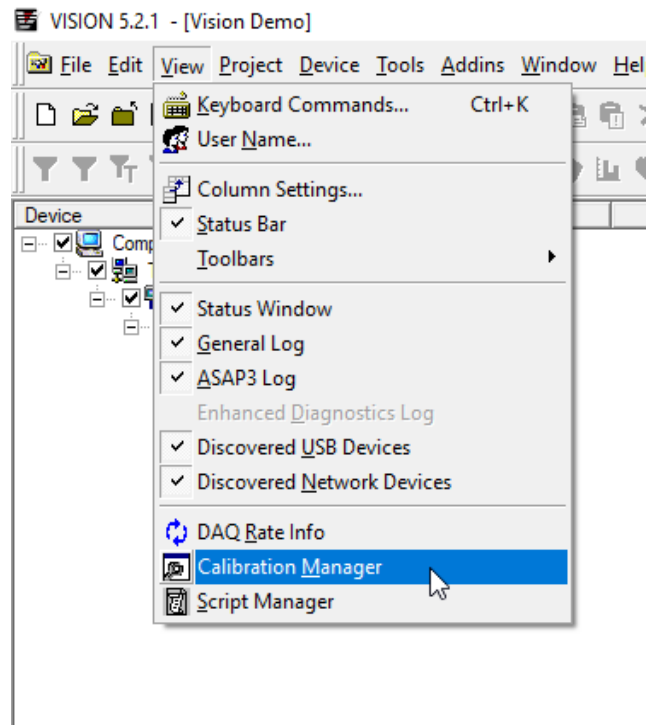 VISION 5.2.1 - [Vision Demo]
File Edit View Project Device Tools Addins Window Hel
Keyboard Commands... Ctrl+K
User Name...
Column Settings...
Device
Status Bar
Comp
Toolbars
Status Window
General Log
ASAP3 Log
Enhanced Diagnostics Log
Discovered USB Devices
Discovered Network Devices
DAQ Rate Info
Calibration Manager
Script Manager